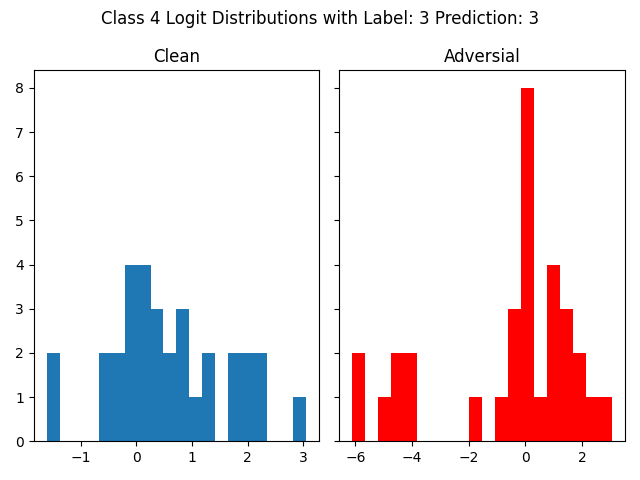 Class 4 Logit Distributions with Label: 3 Prediction: 3
Clean
Adversial
8
7
6
5
4
3
2
1
0
−1 0 1 2 3
−6 −4 −2 0 2